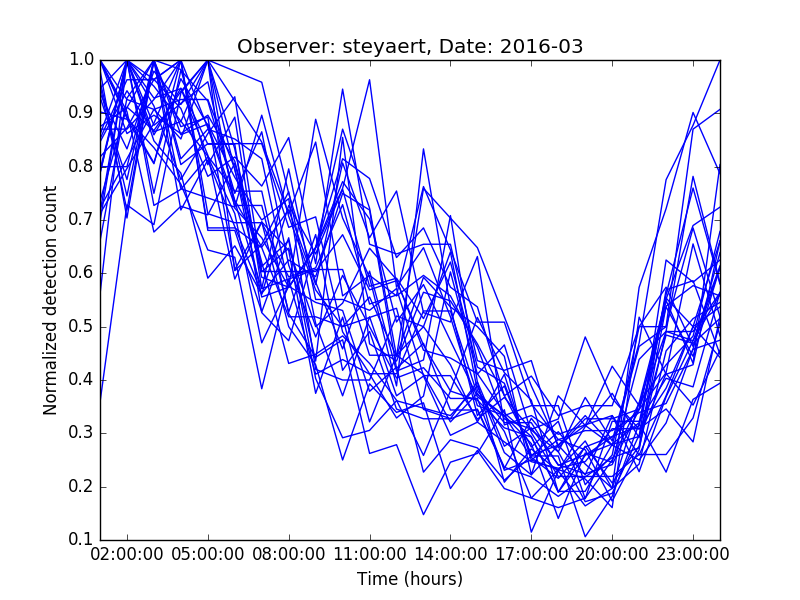 Observer: steyaert, Date: 2016-03
1.0
0.9
0.8
0.7
0.6
0.5
0.4
0.3
0.2
0.1
Normalized detection count
02:00:00 05:00:00 08:00:00 11:00:00 14:00:00 17:00:00 20:00:00 23:00:00
Time (hours)